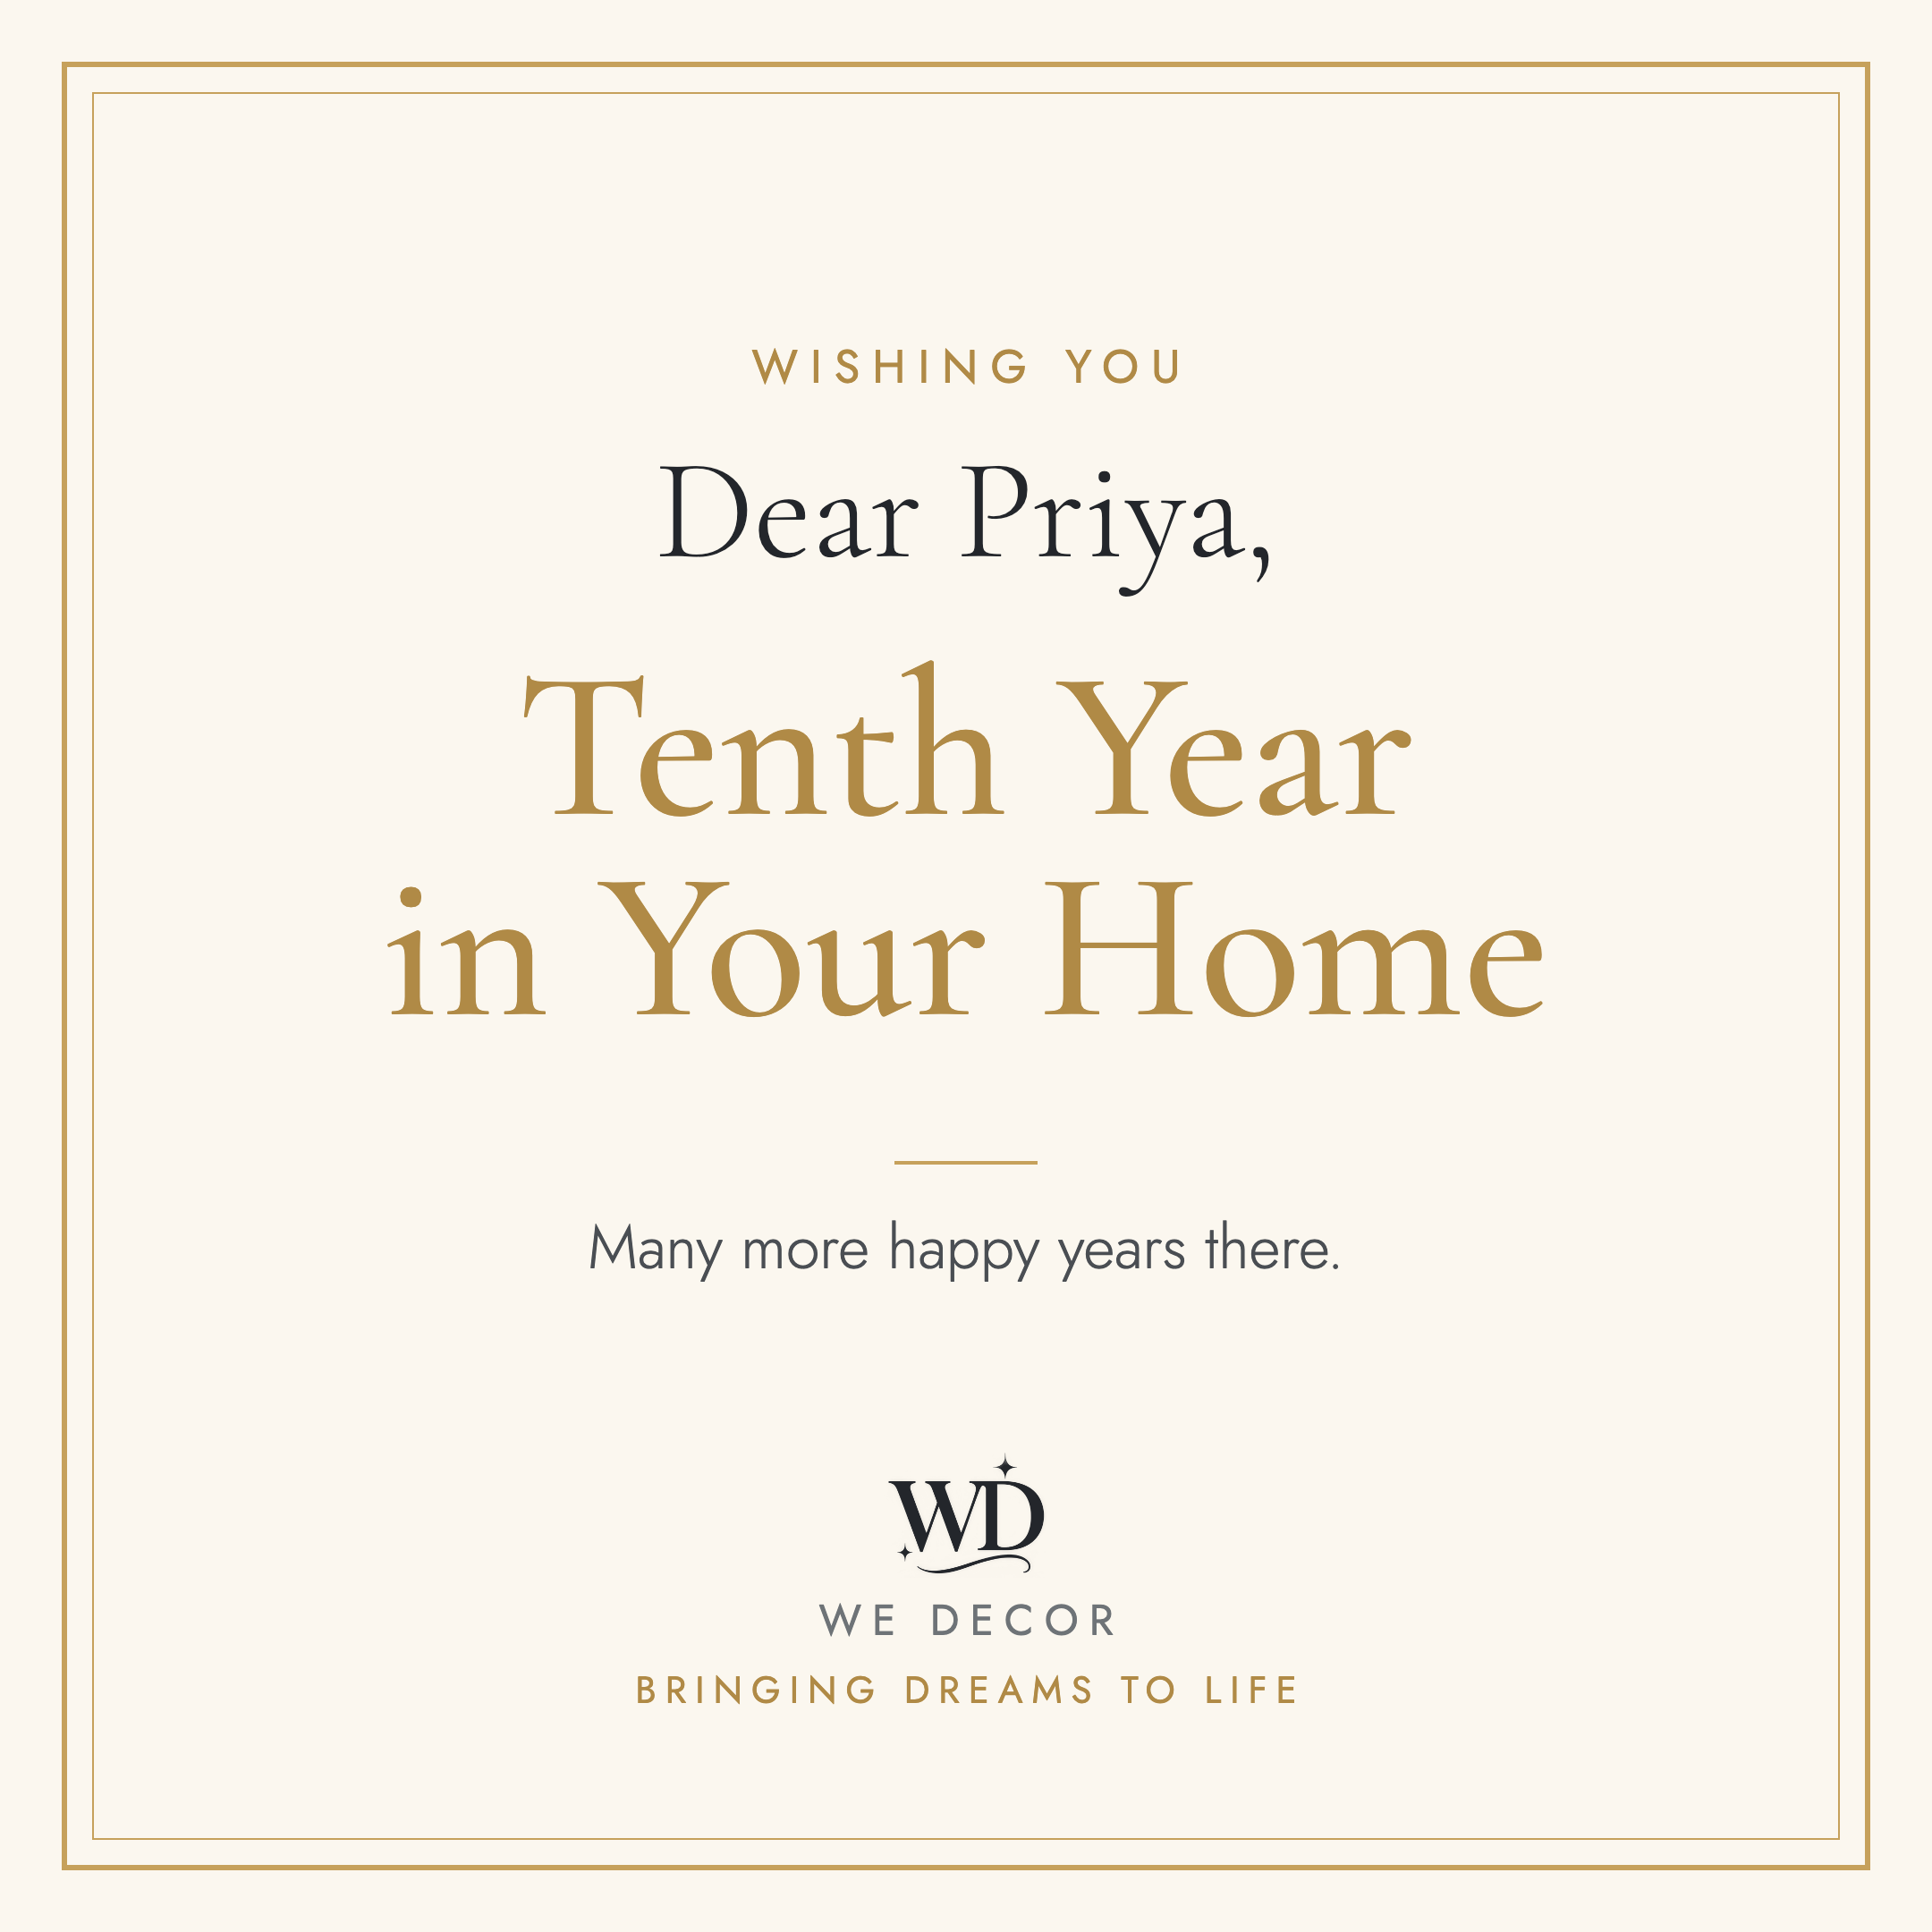 WISHING YOU
Dear Priya,
Tenth Year
in Your Home
Many more happy years there.
WD
WE DECOR
BRINGING DREAMS TO LIFE